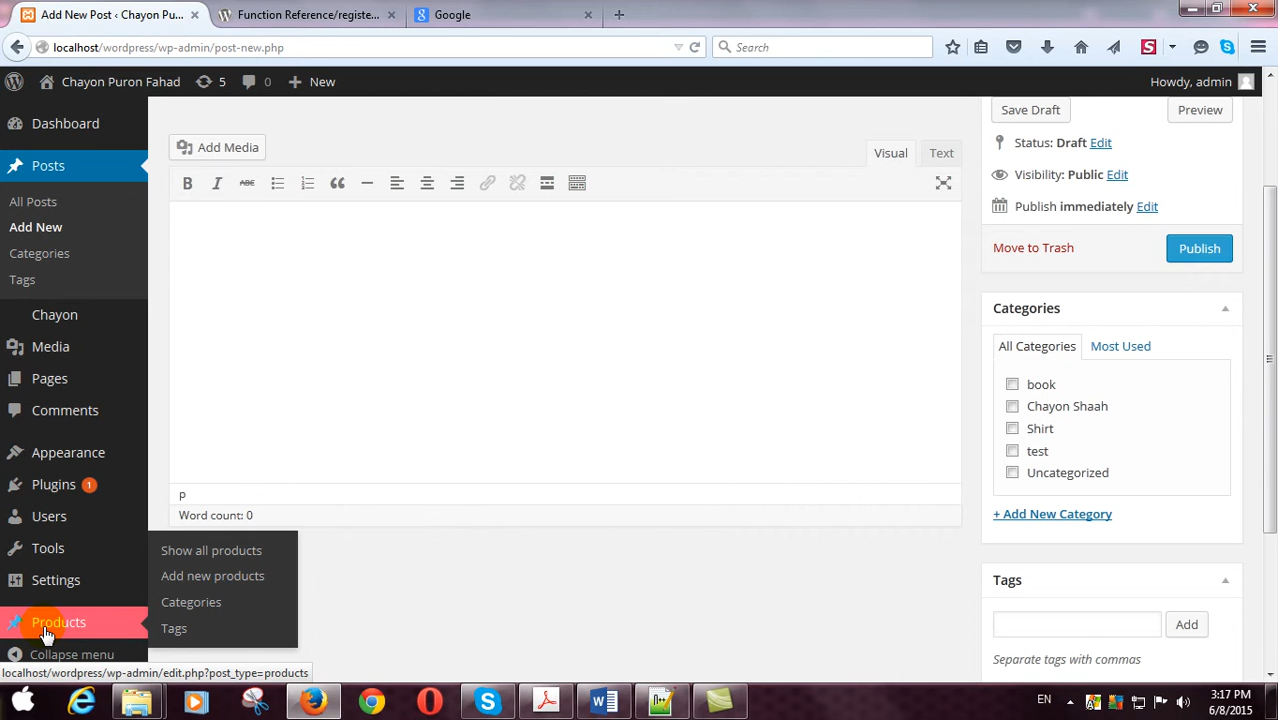 Add New Post ‹ Chayon Pu... ×
Function Reference/registe... ×
Google ×
localhost/wordpress/wp-admin/post-new.php
Search
Chayon Puron Fahad 5 0 New
Howdy, admin
Dashboard
Posts
All Posts
Add New
Categories
Tags
Chayon
Media
Pages
Comments
Appearance
Plugins 1
Users
Tools
Settings
Products
Collapse menu
Show all products
Add new products
Categories
Tags
localhost/wordpress/wp-admin/edit.php?post_type=products
Add Media
Visual Text
B I ABC
p
Word count: 0
Save Draft Preview
Status: Draft Edit
Visibility: Public Edit
Publish immediately Edit
Move to Trash Publish
Categories
All Categories Most Used
book
Chayon Shaah
Shirt
test
Uncategorized
+ Add New Category
Tags
Add
Separate tags with commas
EN
3:17 PM
6/8/2015